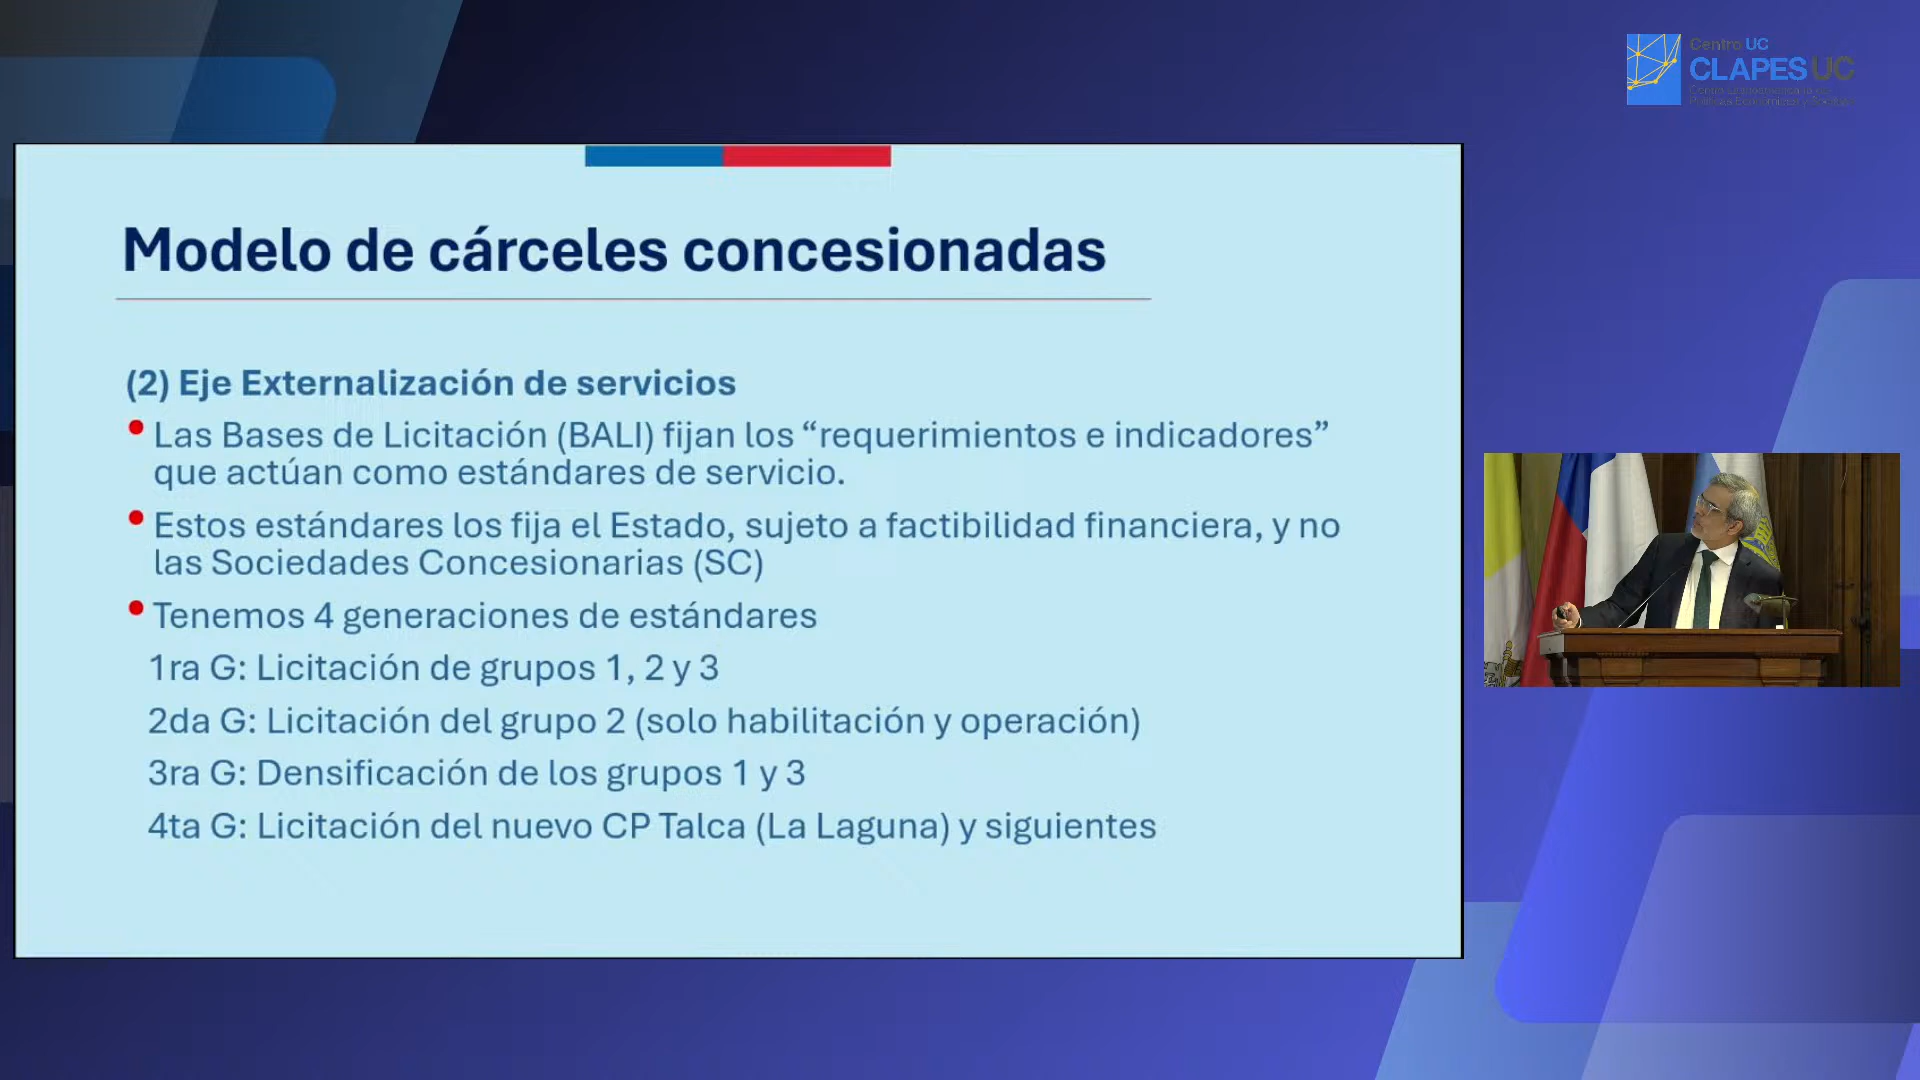 Centro UC
CLAPES UC
Modelo de cárceles concesionadas
(2) Eje Externalización de servicios
• Las Bases de Licitación (BALI) fijan los “requerimientos e indicadores”
que actúan como estándares de servicio.
• Estos estándares los fija el Estado, sujeto a factibilidad financiera, y no
las Sociedades Concesionarias (SC)
• Tenemos 4 generaciones de estándares
1ra G: Licitación de grupos 1, 2 y 3
2da G: Licitación del grupo 2 (solo habilitación y operación)
3ra G: Densificación de los grupos 1 y 3
4ta G: Licitación del nuevo CP Talca (La Laguna) y siguientes